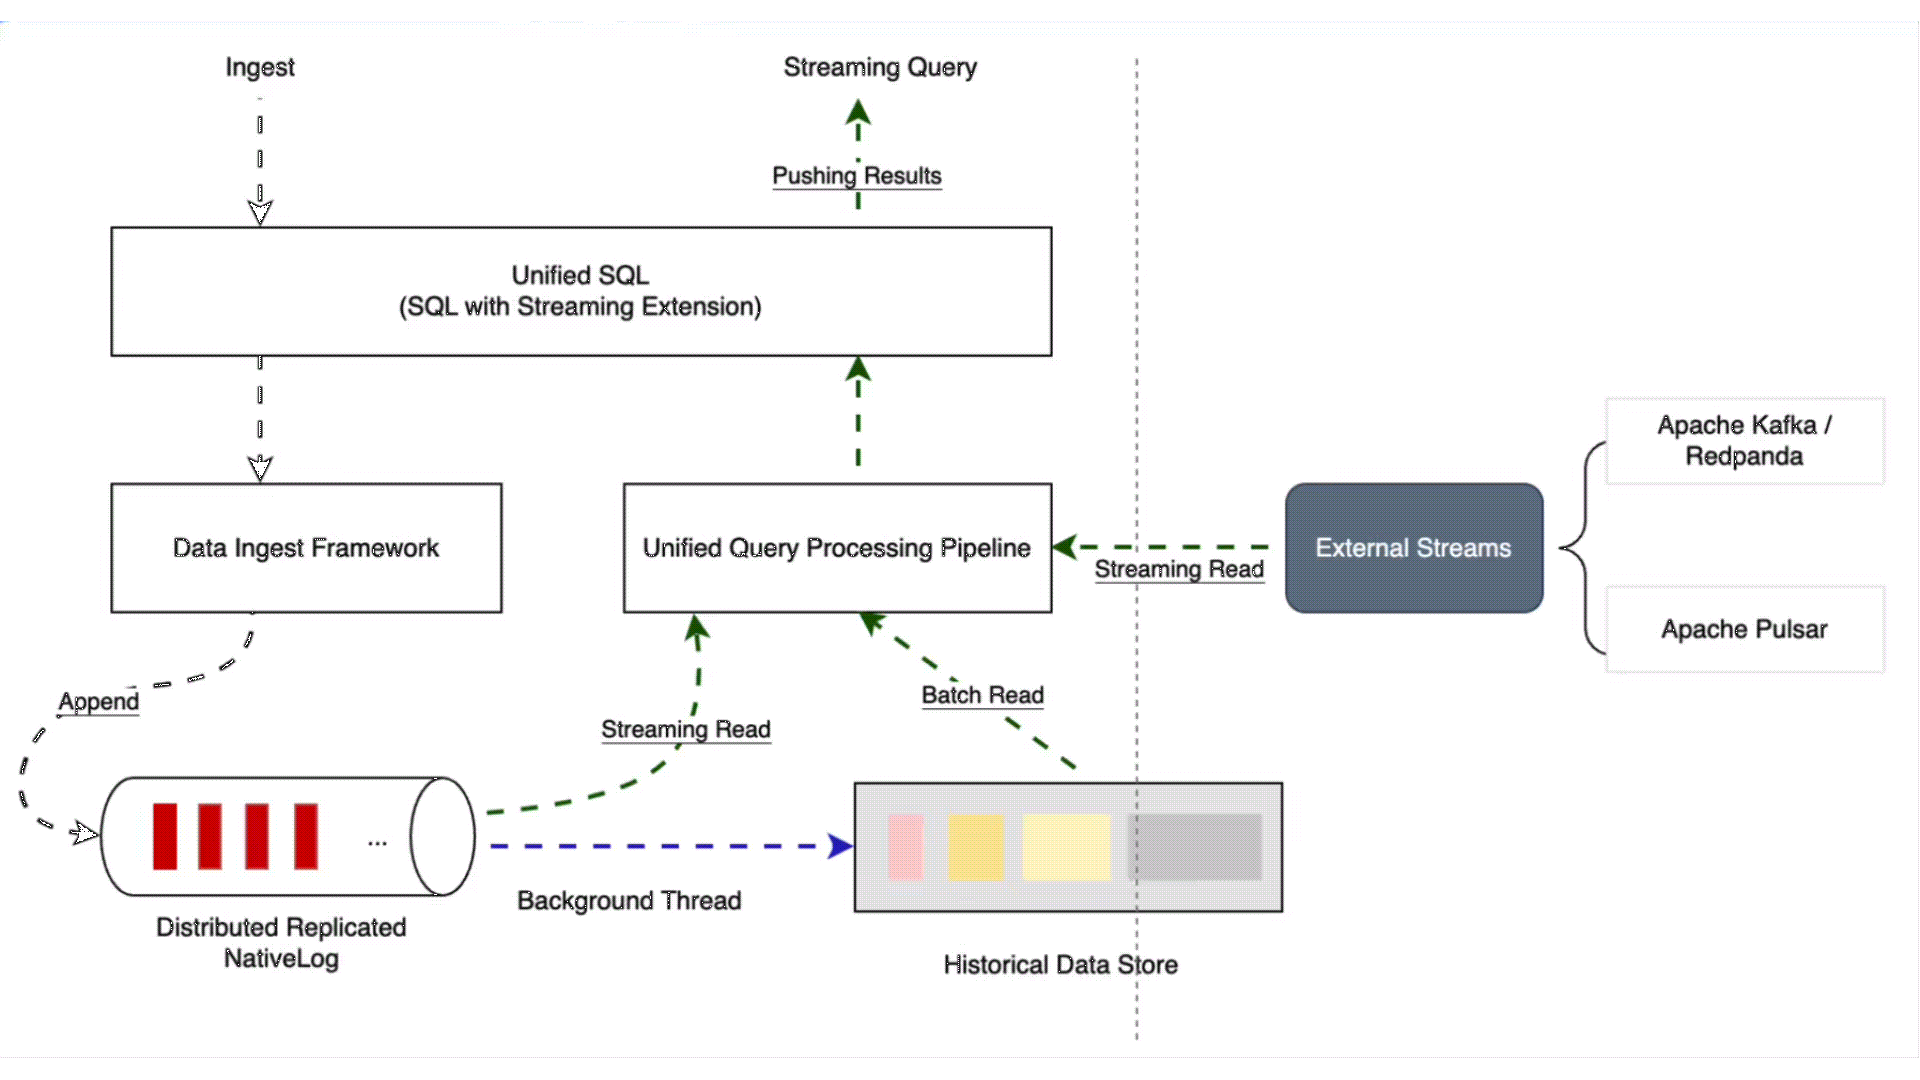 Ingest
Streaming Query
Pushing Results
Unified SQL
(SQL with Streaming Extension)
Data Ingest Framework
Unified Query Processing Pipeline
Streaming Read
External Streams
Apache Kafka /
Redpanda
Apache Pulsar
Append
Streaming Read
Batch Read
...
Background Thread
Distributed Replicated
NativeLog
Historical Data Store